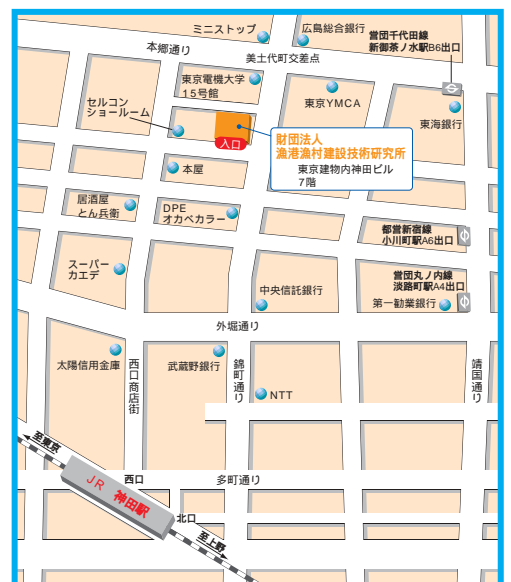 ミニストップ
広島総合銀行
営団千代田線
新御茶ノ水駅B6出口
本郷通り
美土代町交差点
東京電機大学
15号館
東京YMCA
セルコン
ショールーム
東海銀行
入口
財団法人
漁港漁村建設技術研究所
東京建物内神田ビル
7階
本屋
居酒屋
とん兵衛
DPE
オカベカラー
都営新宿線
小川町駅A6出口
スーパー
カエデ
営団丸ノ内線
淡路町駅A4出口
中央信託銀行
第一勧業銀行
外堀通り
太陽信用金庫
西口商店街
武蔵野銀行
錦町通り
靖国通り
NTT
至東京
西口
多町通り
JR 神田駅
北口
至上野